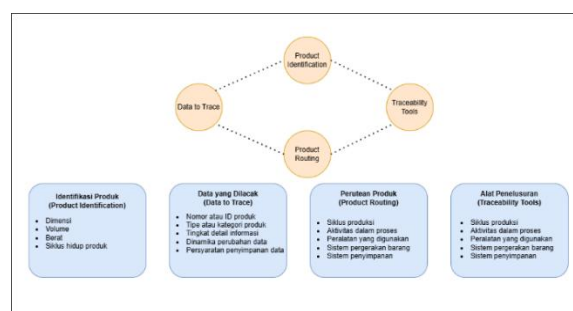 Product
Identification
Data to Trace
Traceability
Tools
Product
Routing
Identifikasi Produk
(Product Identification)
• Dimensi
• Volume
• Berat
• Siklus hidup produk
Data yang Dilacak
(Data to Trace)
• Nomor atau ID produk
• Tipe atau kategori produk
• Tingkat detail informasi
• Dinamika perubahan data
• Persyaratan penyimpanan data
Perutean Produk
(Product Routing)
• Siklus produksi
• Aktivitas dalam proses
• Peralatan yang digunakan
• Sistem pergerakan barang
• Sistem penyimpanan
Alat Penelusuran
(Traceability Tools)
• Siklus produksi
• Aktivitas dalam proses
• Peralatan yang digunakan
• Sistem pergerakan barang
• Sistem penyimpanan